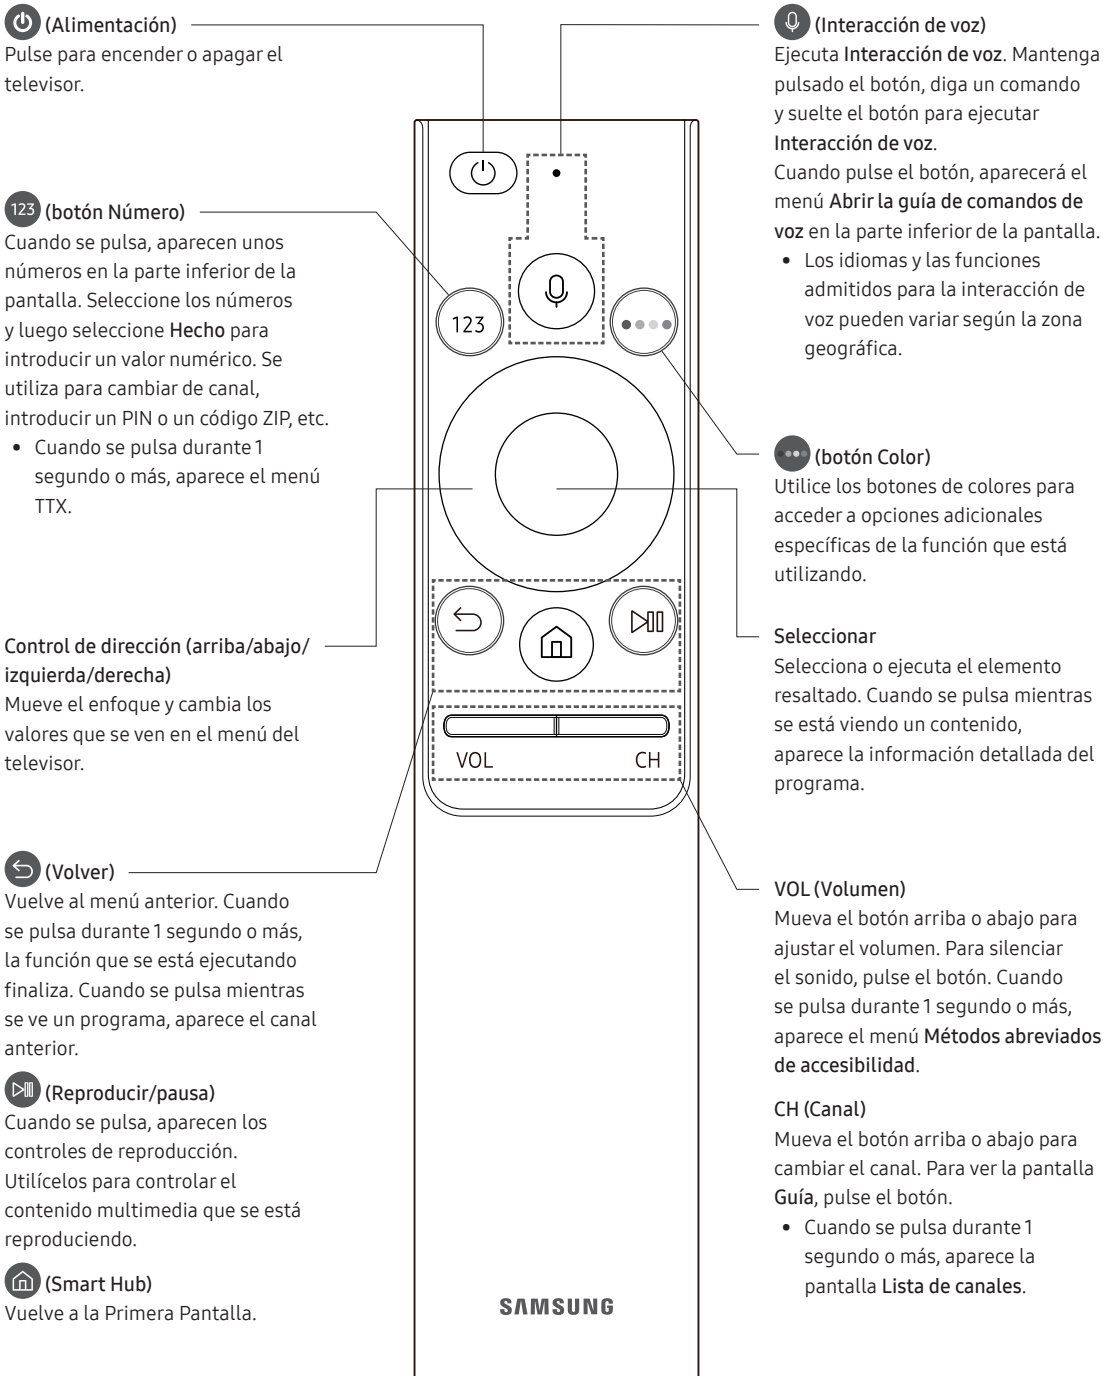 (Alimentación)
Pulse para encender o apagar el
televisor.
123 (botón Número)
Cuando se pulsa, aparecen unos
números en la parte inferior de la
pantalla. Seleccione los números
y luego seleccione Hecho para
introducir un valor numérico. Se
utiliza para cambiar de canal,
introducir un PIN o un código ZIP, etc.
• Cuando se pulsa durante 1
segundo o más, aparece el menú
TTX.
Control de dirección (arriba/abajo/
izquierda/derecha)
Mueve el enfoque y cambia los
valores que se ven en el menú del
televisor.
(Volver)
Vuelve al menú anterior. Cuando
se pulsa durante 1 segundo o más,
la función que se está ejecutando
finaliza. Cuando se pulsa mientras
se ve un programa, aparece el canal
anterior.
(Reproducir/pausa)
Cuando se pulsa, aparecen los
controles de reproducción.
Utilícelos para controlar el
contenido multimedia que se está
reproduciendo.
(Smart Hub)
Vuelve a la Primera Pantalla.
123
VOL
CH
SAMSUNG
(Interacción de voz)
Ejecuta Interacción de voz. Mantenga
pulsado el botón, diga un comando
y suelte el botón para ejecutar
Interacción de voz.
Cuando pulse el botón, aparecerá el
menú Abrir la guía de comandos de
voz en la parte inferior de la pantalla.
• Los idiomas y las funciones
admitidos para la interacción de
voz pueden variar según la zona
geográfica.
(botón Color)
Utilice los botones de colores para
acceder a opciones adicionales
específicas de la función que está
utilizando.
Seleccionar
Selecciona o ejecuta el elemento
resaltado. Cuando se pulsa mientras
se está viendo un contenido,
aparece la información detallada del
programa.
VOL (Volumen)
Mueva el botón arriba o abajo para
ajustar el volumen. Para silenciar
el sonido, pulse el botón. Cuando
se pulsa durante 1 segundo o más,
aparece el menú Métodos abreviados
de accesibilidad.
CH (Canal)
Mueva el botón arriba o abajo para
cambiar el canal. Para ver la pantalla
Guía, pulse el botón.
• Cuando se pulsa durante 1
segundo o más, aparece la
pantalla Lista de canales.